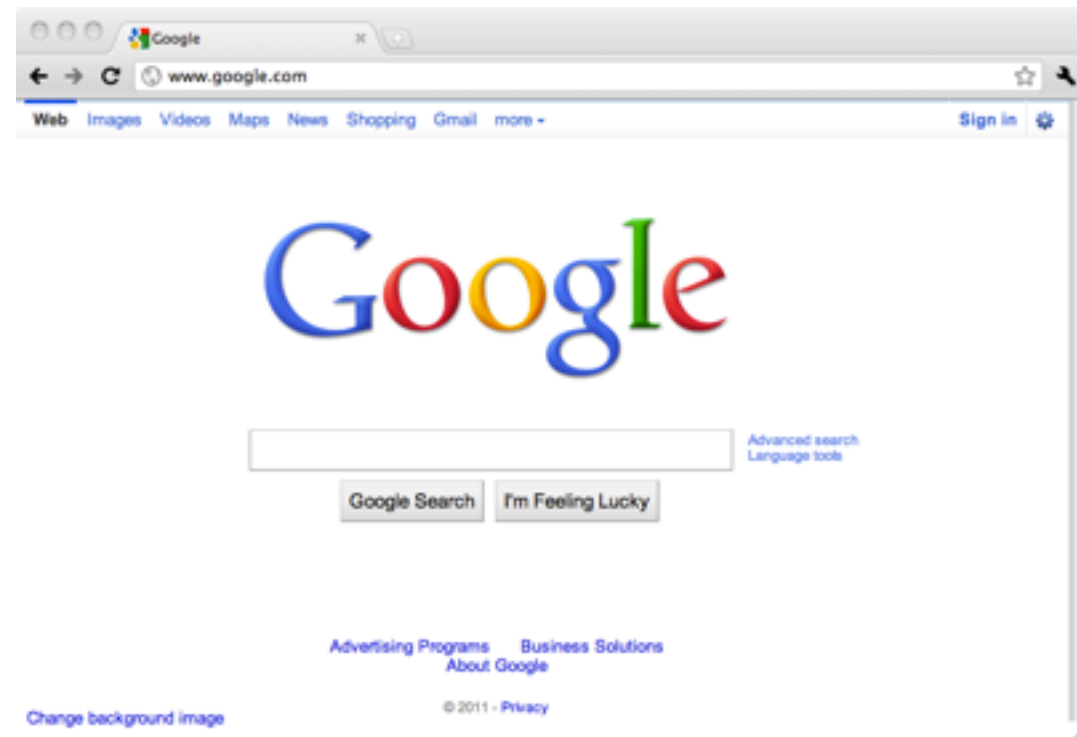 Google
www.google.com
Web Images Videos Maps News Shopping Gmail more
Sign in
Google
Advanced search
Language tools
Google Search I'm Feeling Lucky
Advertising Programs Business Solutions
About Google
© 2011 - Privacy
Change background image